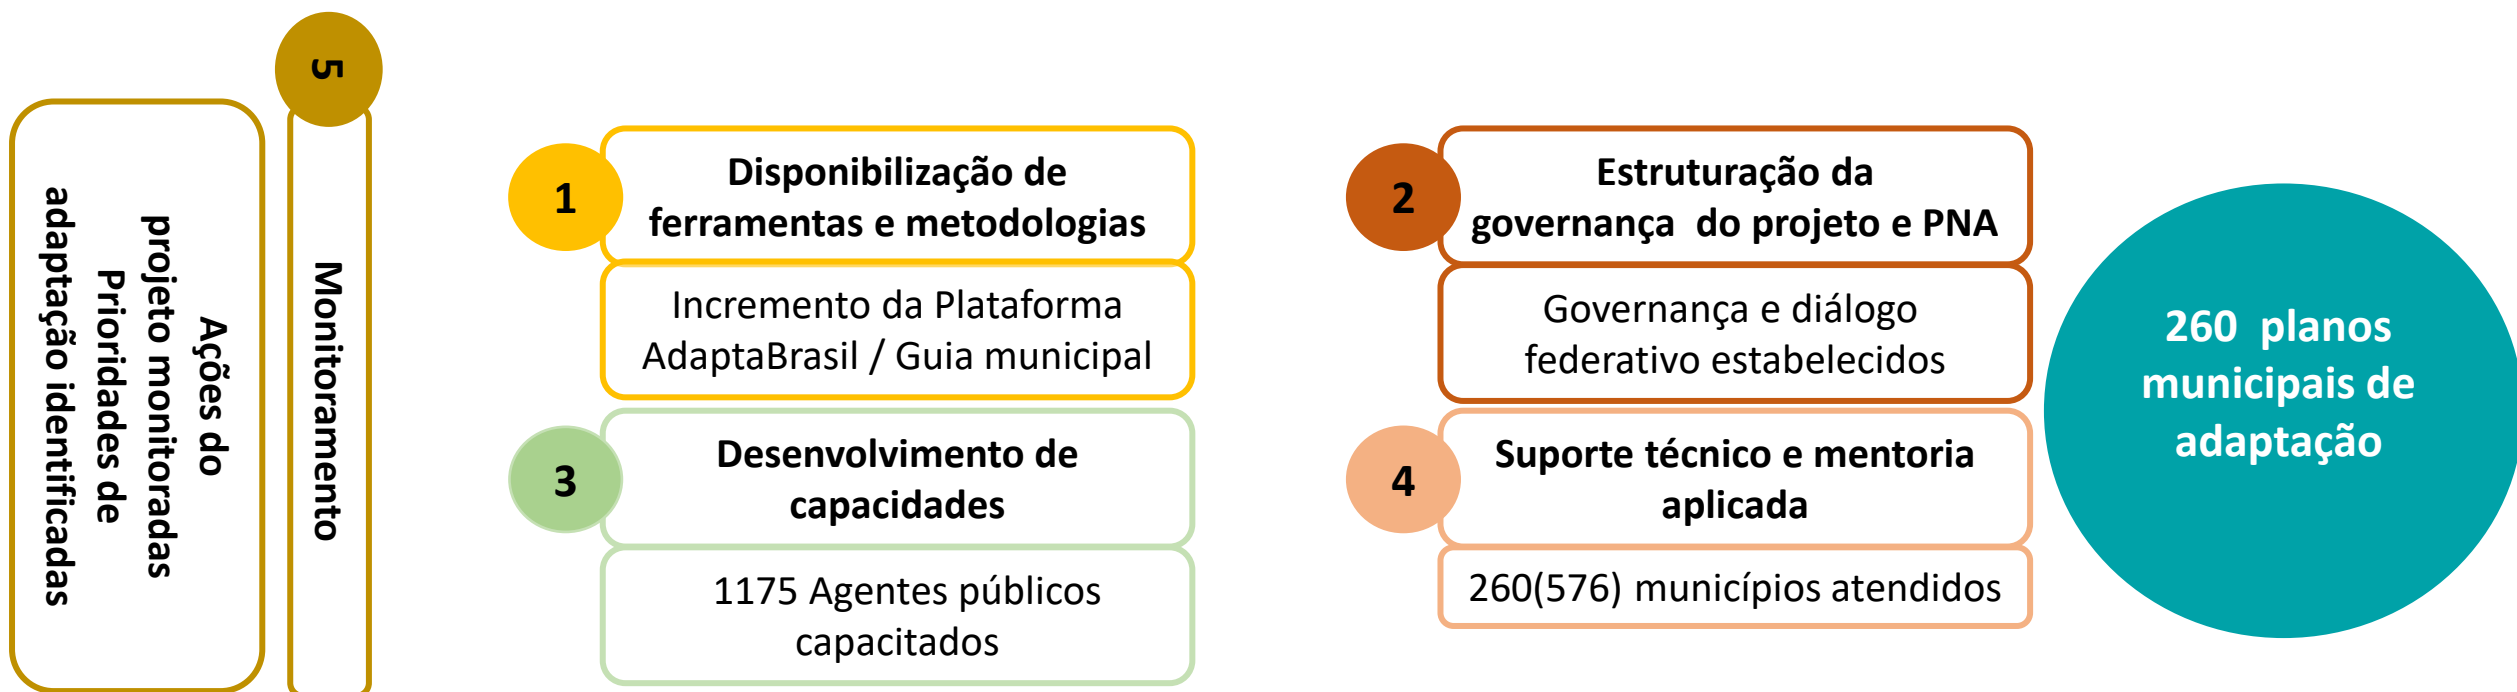 5
Monitoramento
Ações do
projeto monitoradas
Prioridades de
adaptação identificadas
1
Disponibilização de
ferramentas e metodologias
Incremento da Plataforma
AdaptaBrasil / Guia municipal
2
Estruturação da
governança  do projeto e PNA
Governança e diálogo
federativo estabelecidos
3
Desenvolvimento de
capacidades
1175 Agentes públicos
capacitados
4
Suporte técnico e mentoria
aplicada
260(576) municípios atendidos
260  planos
municipais de
adaptação